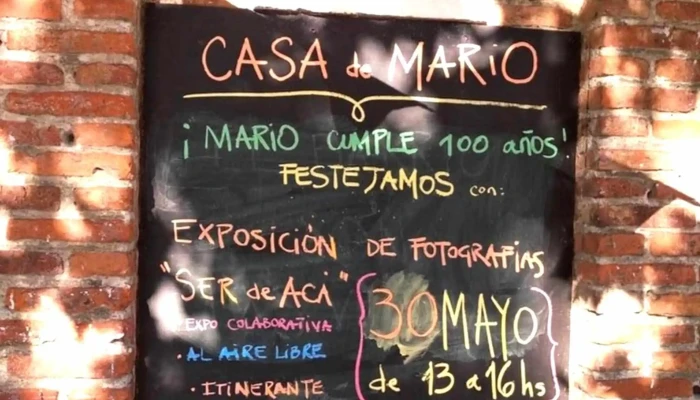 CASA de MARiO
¡MARIO CUMPLE 100 años!
FESTEJAMOS con:
EXPOSICIÓN DE FOTOGRAFíAS
"SER de ACÁ"
EXPO COLABORATIVA
• AL AIRE LIBRE
• ITiNERANTE
30 MAYO
de 13 a 16 hs